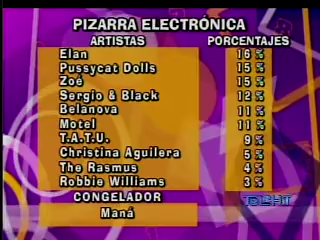 PIZARRA ELECTRÓNICA
ARTISTAS PORCENTAJES
Elan 16 %
Pussycat Dolls 15 %
Zoé 15 %
Sergio & Black 12 %
Belanova 11 %
Motel 11 %
T.A.T.U. 9 %
Christina Aguilera 5 %
The Rasmus 4 %
Robbie Williams 3 %
CONGELADOR
Maná